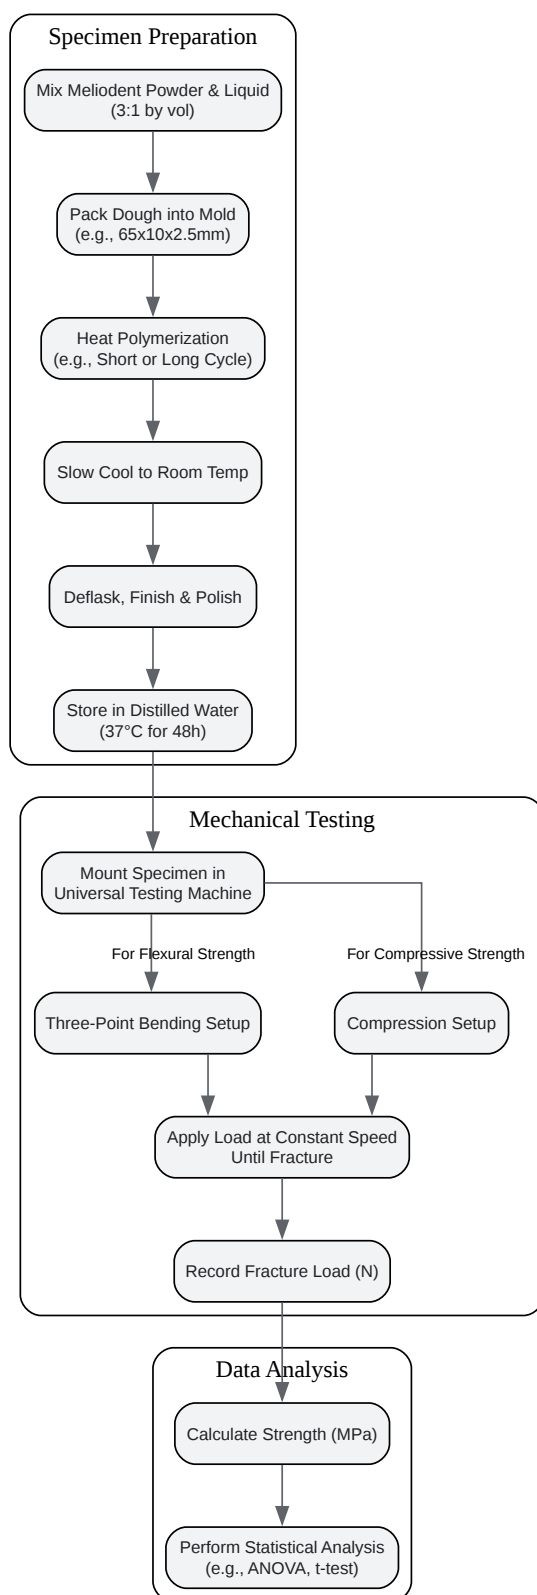 Specimen Preparation
Mix Meliodent Powder & Liquid
(3:1 by vol)
Pack Dough into Mold
(e.g., 65x10x2.5mm)
Heat Polymerization
(e.g., Short or Long Cycle)
Slow Cool to Room Temp
Deflask, Finish & Polish
Store in Distilled Water
(37°C for 48h)
Mechanical Testing
Mount Specimen in
Universal Testing Machine
For Flexural Strength
For Compressive Strength
Three-Point Bending Setup
Compression Setup
Apply Load at Constant Speed
Until Fracture
Record Fracture Load (N)
Data Analysis
Calculate Strength (MPa)
Perform Statistical Analysis
(e.g., ANOVA, t-test)